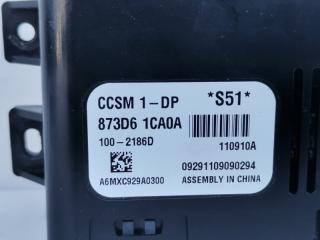 CCSM 1-DP *S51*
873D6 1CA0A
100-2186D 110910A
09291109090294
A6MXC929A0300 ASSEMBLY IN CHINA